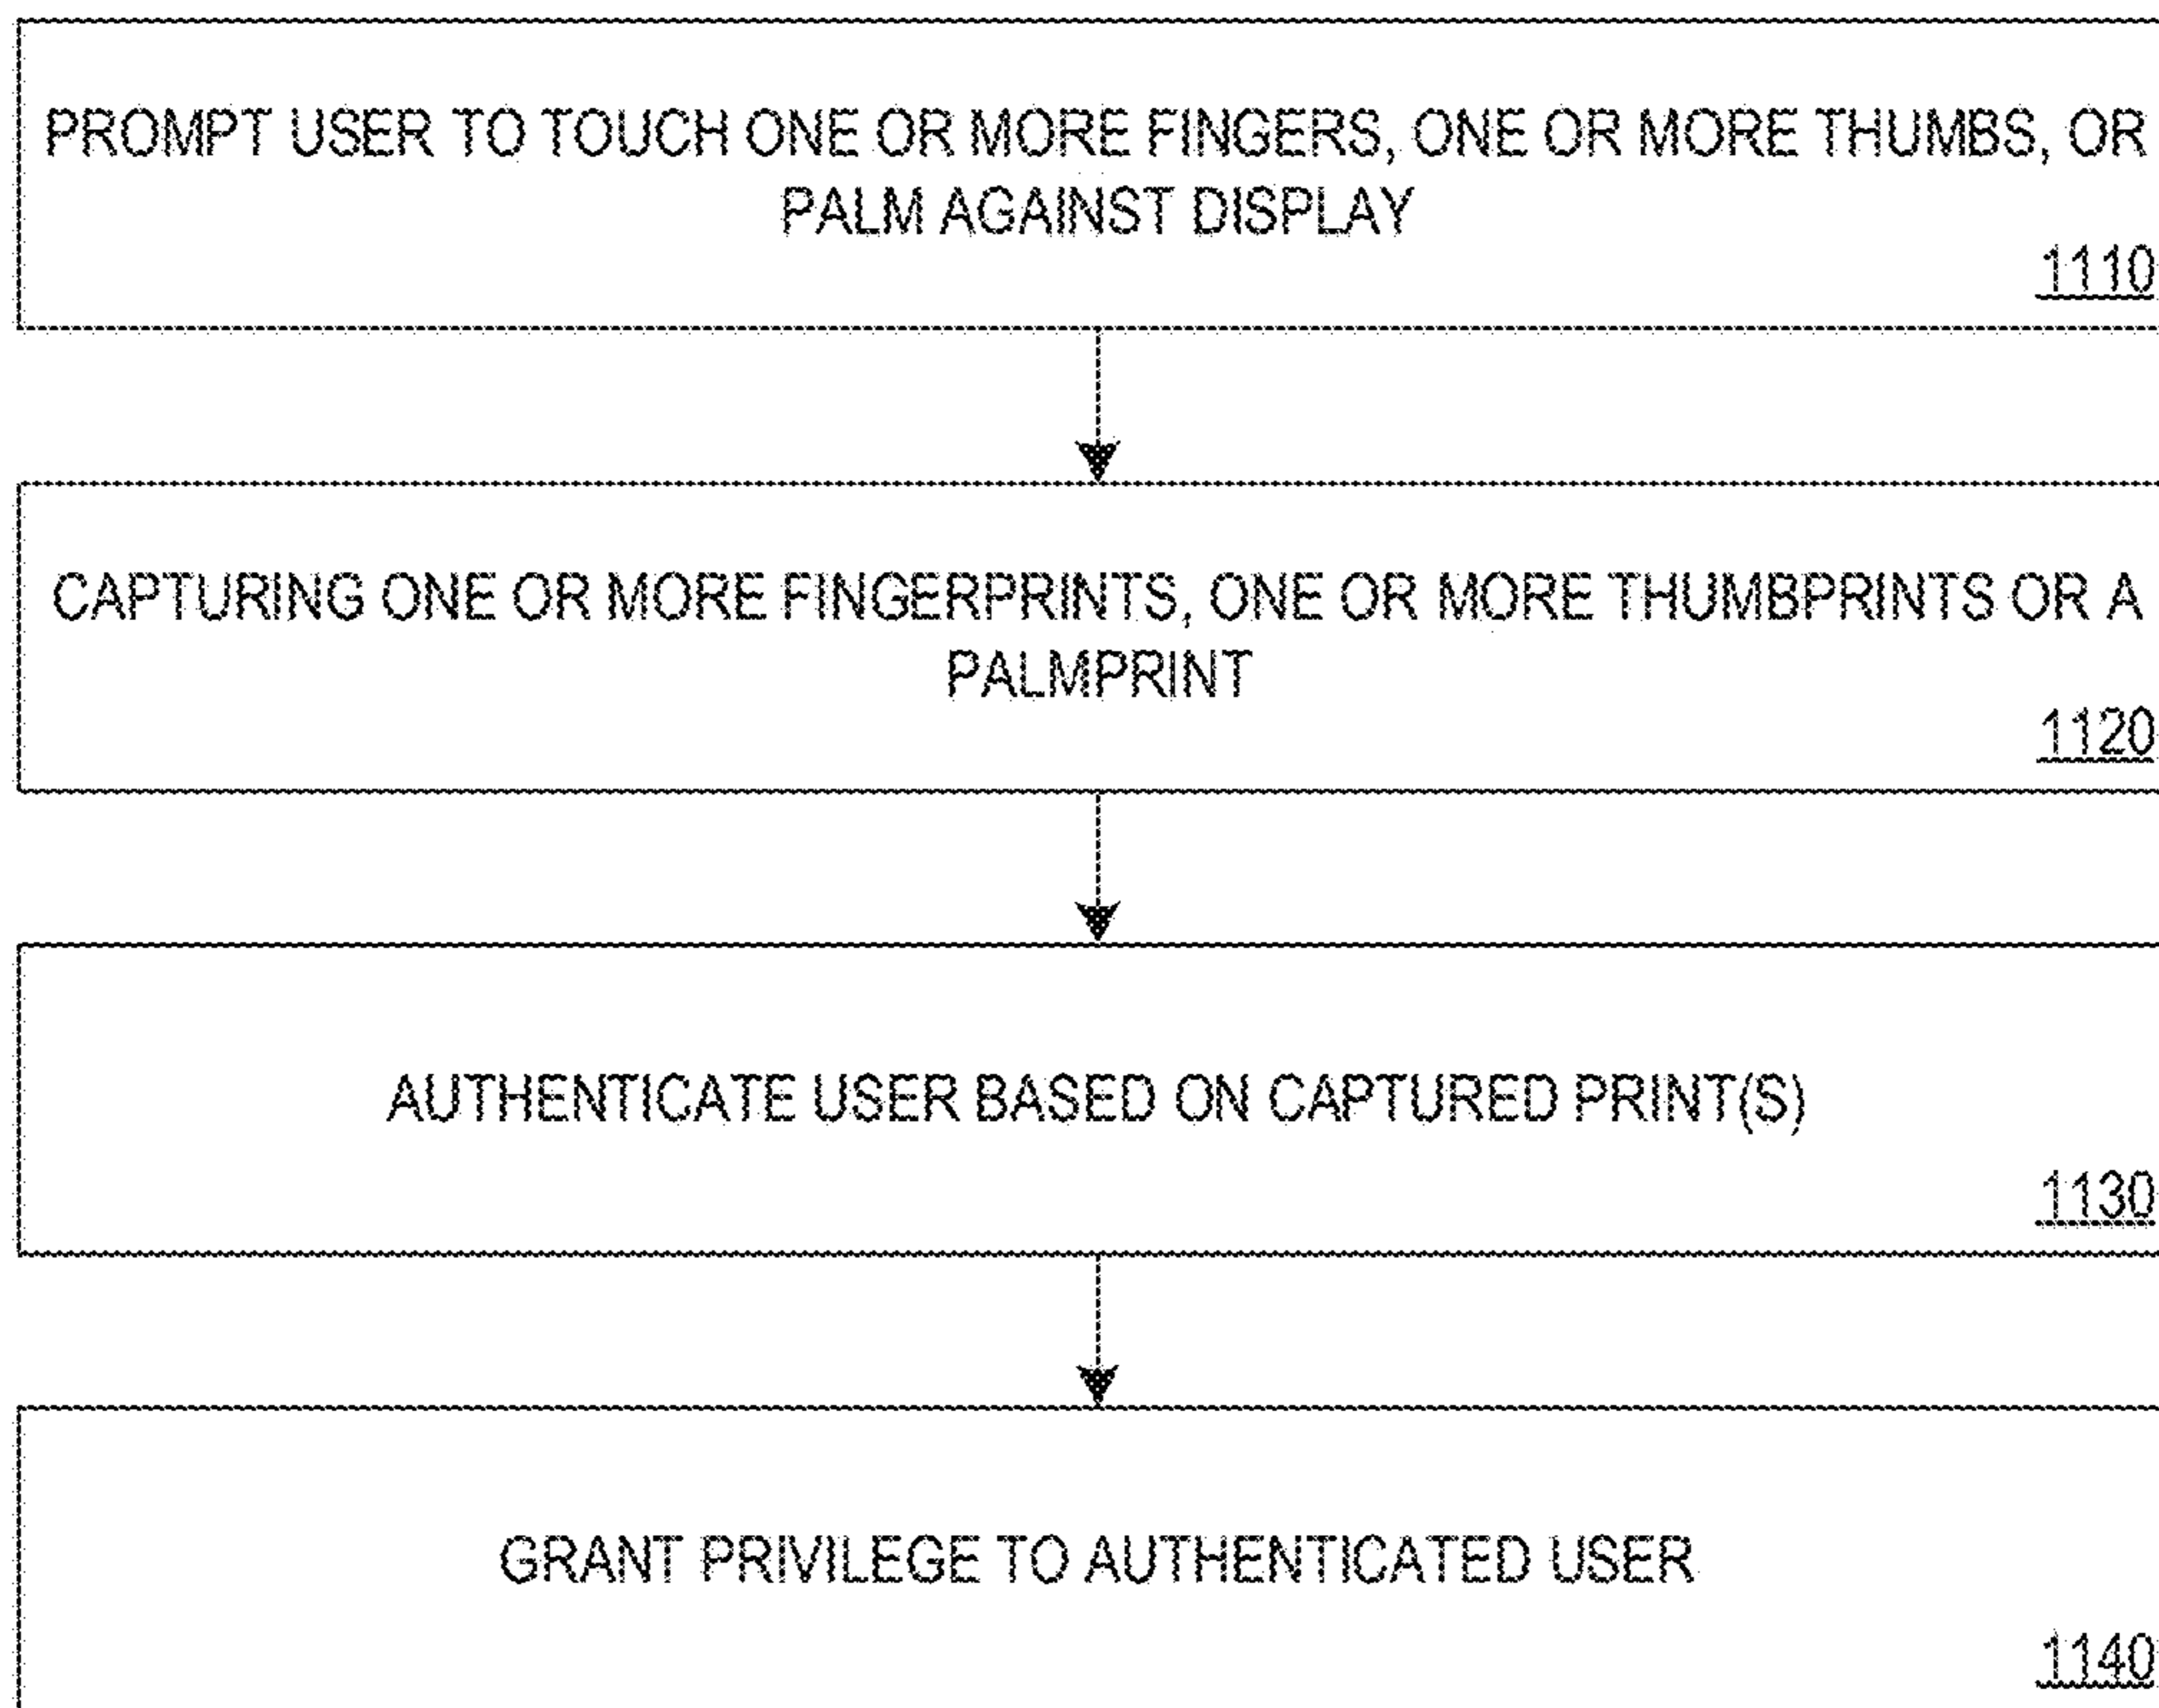 PROMPT USER TO TOUCH ONE OR MORE FINGERS, ONE OR MORE THUMBS, OR
PALM AGAINST DISPLAY
1110
CAPTURING ONE OR MORE FINGERPRINTS, ONE OR MORE THUMBPRINTS OR A
PALMPRINT
1120
AUTHENTICATE USER BASED ON CAPTURED PRINT(S)
1130
GRANT PRIVILEGE TO AUTHENTICATED USER
1140